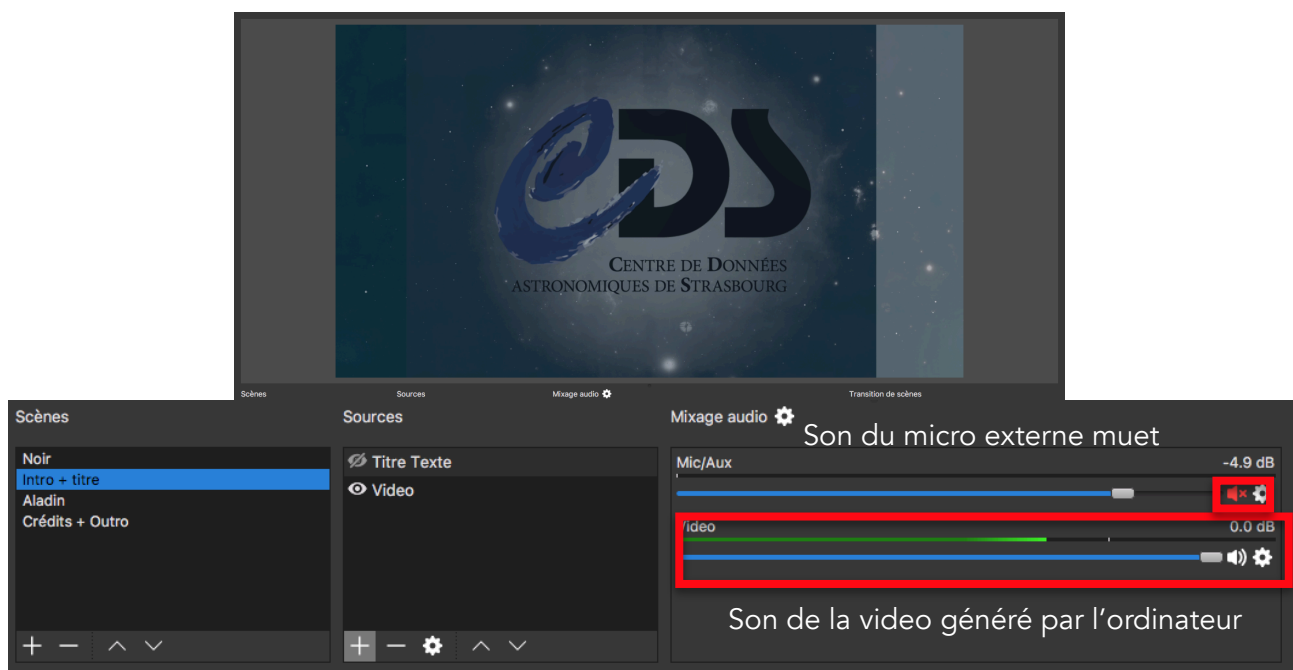 CDS
CENTRE DE DONNÉES
ASTRONOMIQUES DE STRASBOURG
Scènes Sources Mixage audio Transition de scènes
Scènes Sources Mixage audio
Son du micro externe muet
Noir
Intro + titre
Aladin
Crédits + Outro
Titre Texte
Video
Mic/Aux -4.9 dB
Video 0.0 dB
Son de la video généré par l'ordinateur